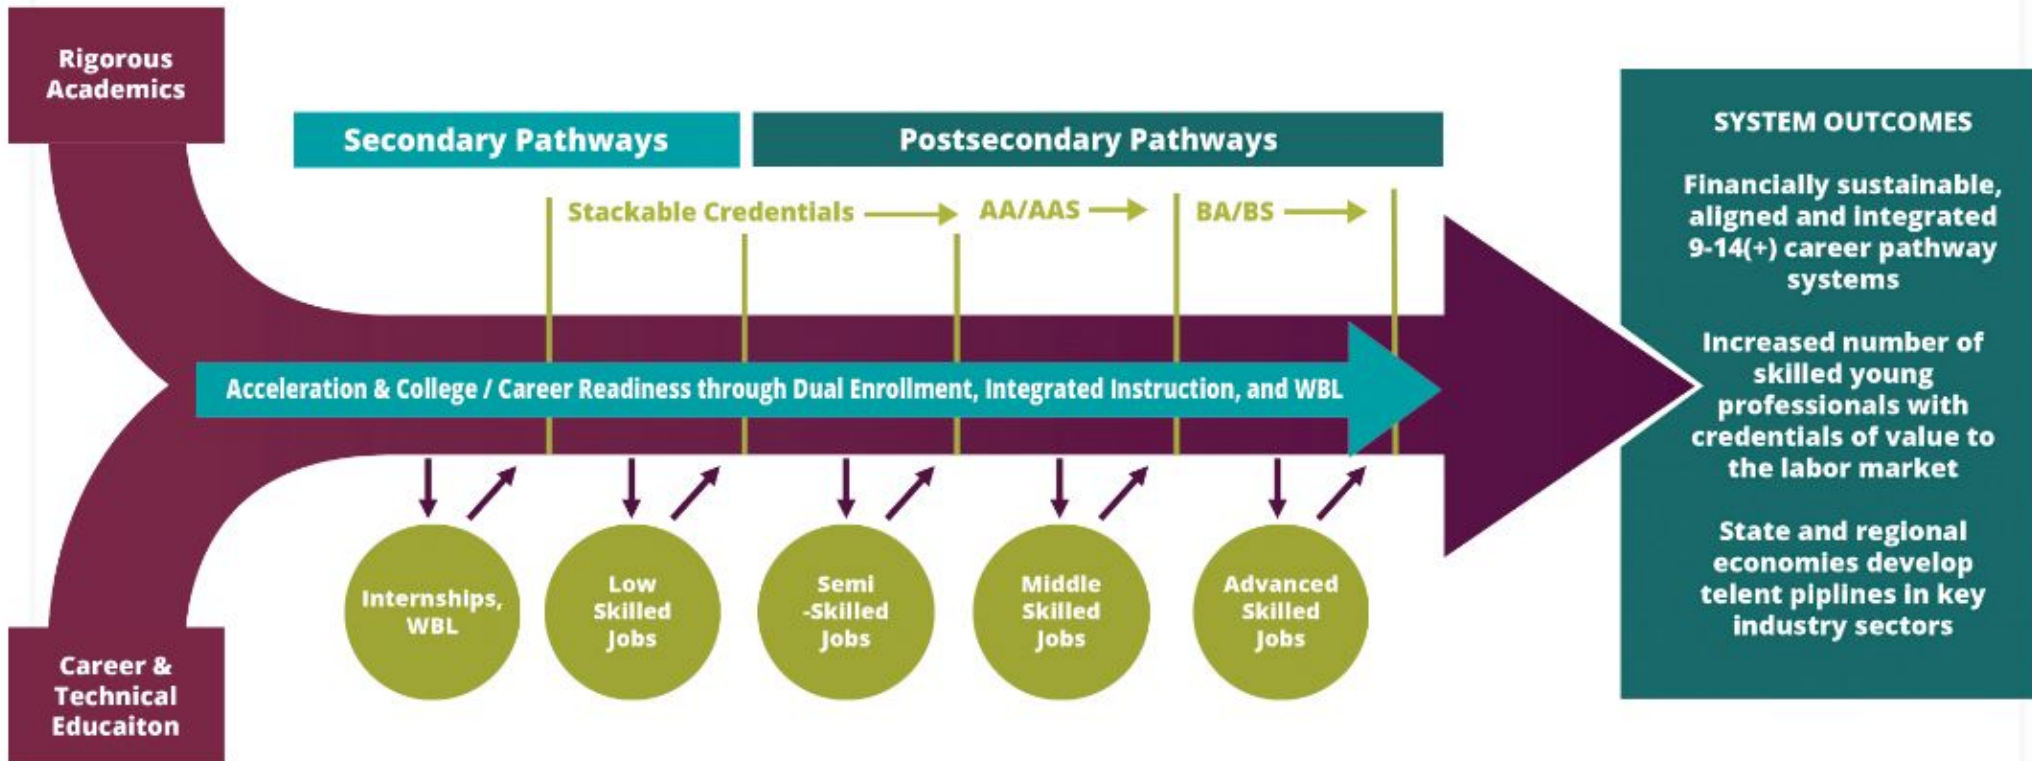 Rigorous
Academics
Secondary Pathways
Postsecondary Pathways
Stackable Credentials
AA/AAS
BA/BS
Acceleration & College / Career Readiness through Dual Enrollment, Integrated Instruction, and WBL
Internships,
WBL
Low
Skilled
Jobs
Semi
-Skilled
Jobs
Middle
Skilled
Jobs
Advanced
Skilled
Jobs
Career &
Technical
Educaiton
SYSTEM OUTCOMES
Financially sustainable,
aligned and integrated
9-14(+) career pathway
systems
Increased number of
skilled young
professionals with
credentials of value to
the labor market
State and regional
economies develop
telent piplines in key
industry sectors